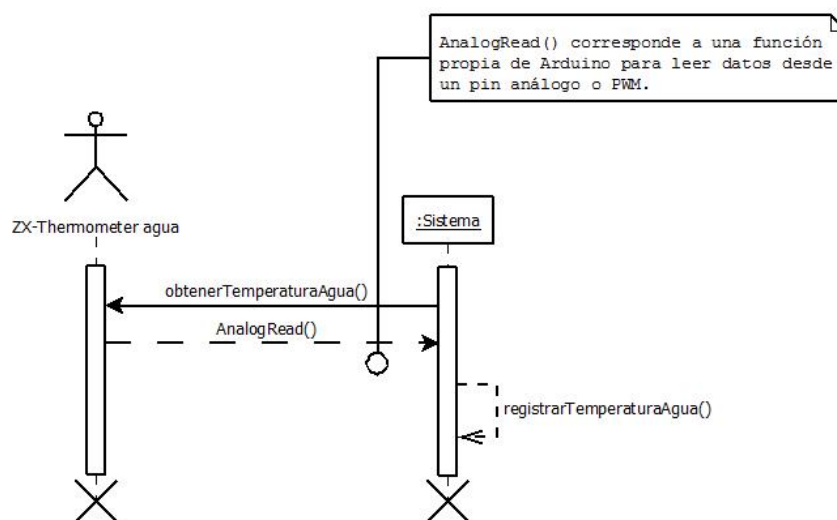 AnalogRead() corresponde a una función
propia de Arduino para leer datos desde
un pin análogo o PWM.
ZX-Thermometer agua
:Sistema
obtenerTemperaturaAgua()
AnalogRead()
registrarTemperaturaAgua()